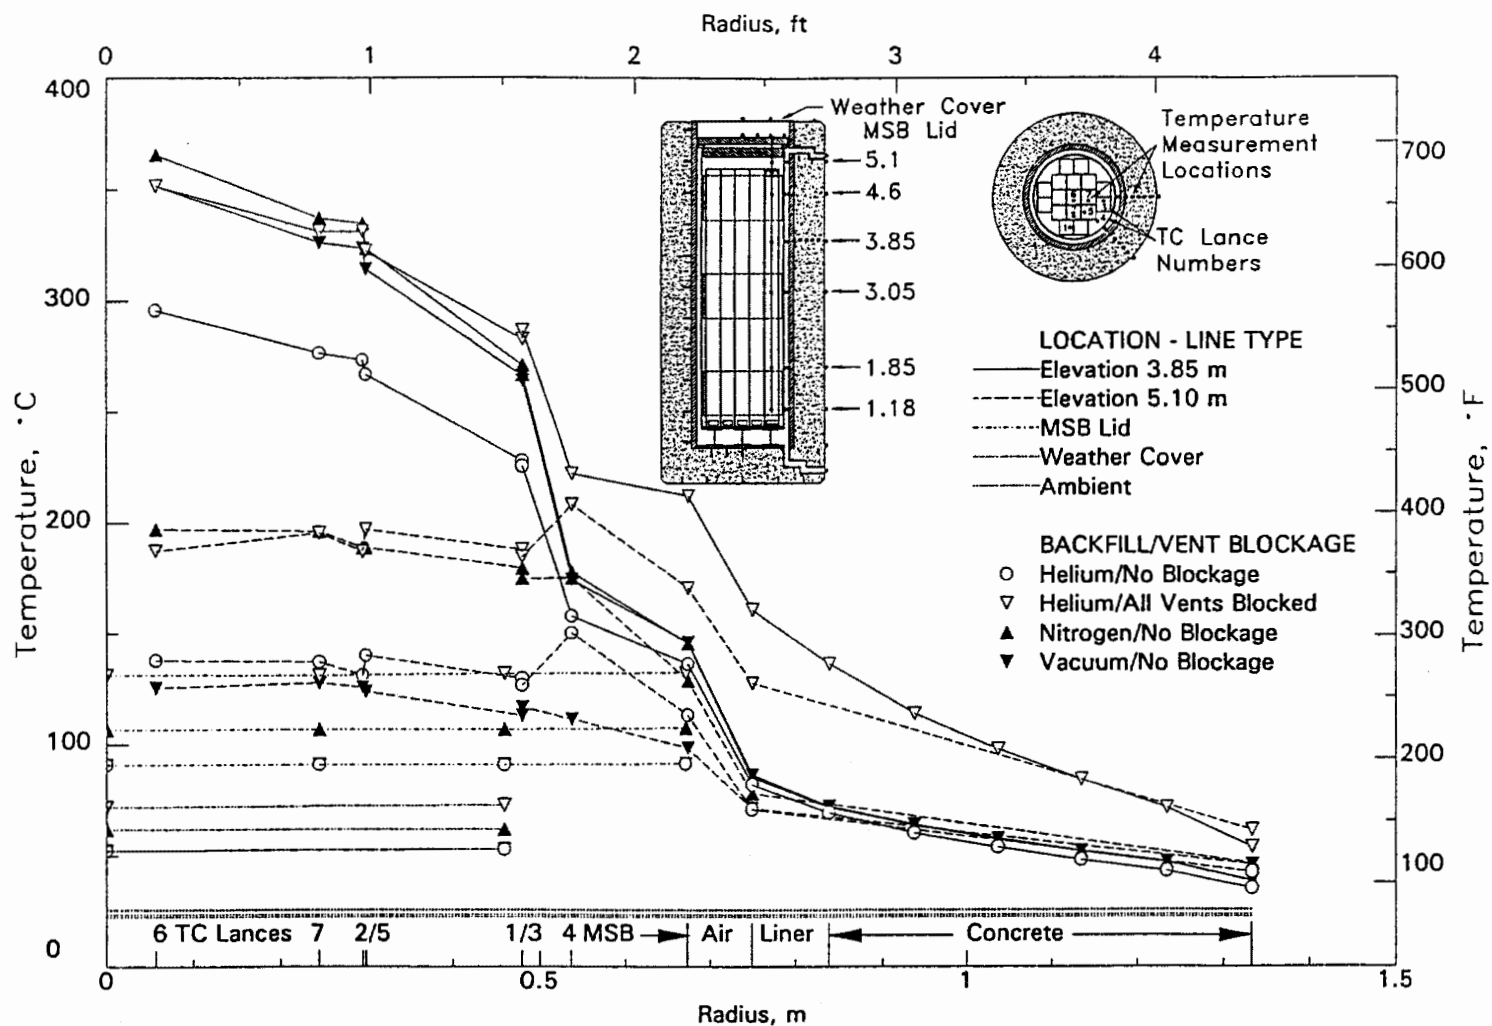 Radius, ft
0 1 2 3 4
400
300
200
100
0
Temperature, °C
700
600
500
400
300
200
100
Temperature, °F
Weather Cover
MSB Lid
5.1
4.6
3.85
3.05
1.85
1.18
Temperature
Measurement
Locations
TC Lance
Numbers
LOCATION - LINE TYPE
Elevation 3.85 m
Elevation 5.10 m
MSB Lid
Weather Cover
Ambient
BACKFILL/VENT BLOCKAGE
Helium/No Blockage
Helium/All Vents Blocked
Nitrogen/No Blockage
Vacuum/No Blockage
6 TC Lances 7 2/5 1/3 4 MSB Air Liner Concrete
0 0.5 1 1.5
Radius, m